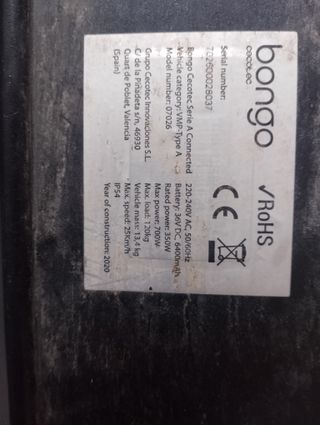 bongo
cecotec
✓RoHS
CE
Serial number:
702600028037
Bongo Cecotec Serie A Connected
Vehicle category: VMP-Type A
Model number: 07026
Grupo Cecotec Innovaciones S.L.
C/ de la Pinadeta s/n, 46930
Quart de Poblet, Valencia
(Spain)
220-240V AC, 50/60Hz
Battery: 36V DC, 6400mAh
Rated power: 350W
Max power: 700W
Max. load: 120kg
Vehicle mass: 13,4 kg
Max. speed: 25Km/h
IP54
Year of construction: 2020